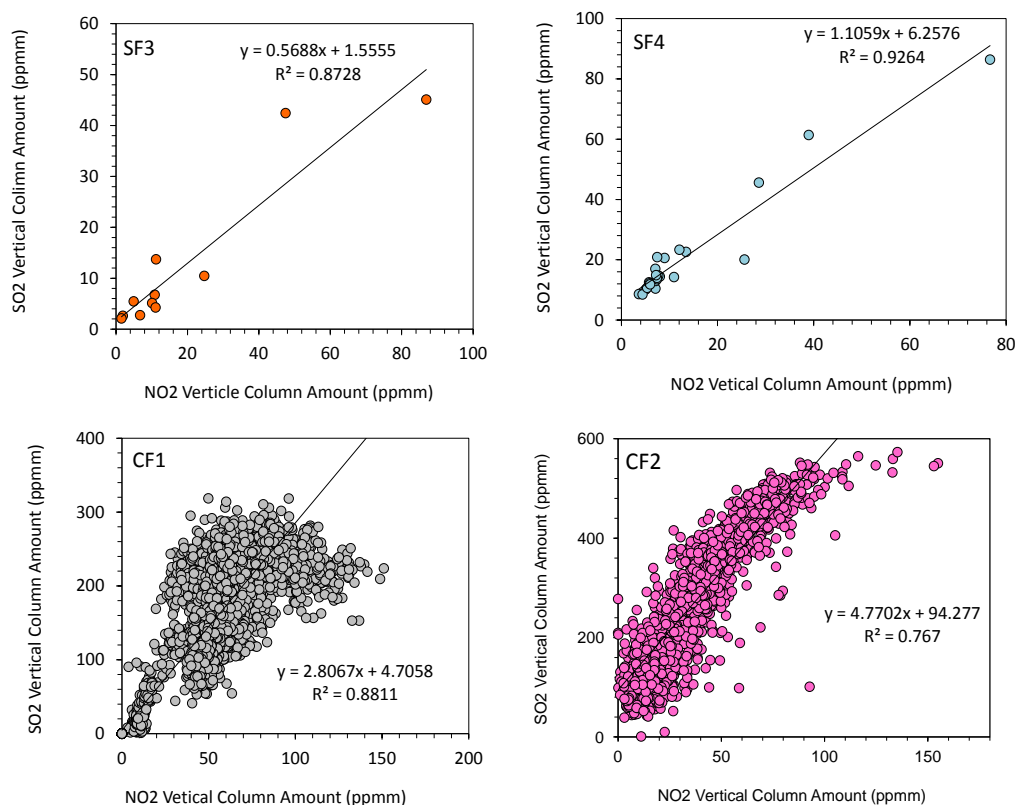 SF3
y = 0.5688x + 1.5555
R² = 0.8728
SO2 Vertical Colimn Amount (ppmm)
60
50
40
30
20
10
0
0 20 40 60 80 100
NO2 Verticle Column Amount (ppmm)
SF4
y = 1.1059x + 6.2576
R² = 0.9264
SO2 Vertical Column Amount (ppmm)
100
80
60
40
20
0
0 20 40 60 80
NO2 Vetical Column Amount (ppmm)
CF1
SO2 Vertical Column Amount (ppmm)
400
300
200
100
0
y = 2.8067x + 4.7058
R² = 0.8811
0 50 100 150 200
NO2 Vetical Column Amount (ppmm)
CF2
SO2 Vertical Column Amount (ppmm)
600
400
200
0
y = 4.7702x + 94.277
R² = 0.767
0 50 100 150
NO2 Vertical Column Amount (ppmm)